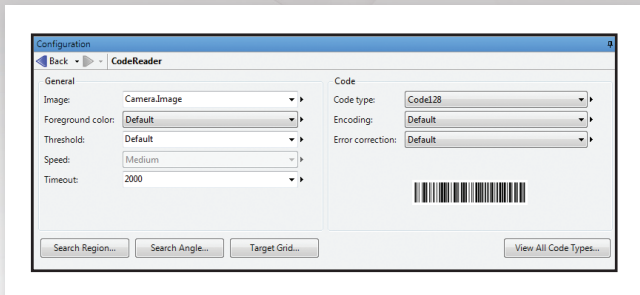 Configuration
Back CodeReader
General
Image: Camera.Image
Foreground color: Default
Threshold: Default
Speed: Medium
Timeout: 2000
Search Region... Search Angle... Target Grid...
Code
Code type: Code128
Encoding: Default
Error correction: Default
View All Code Types...